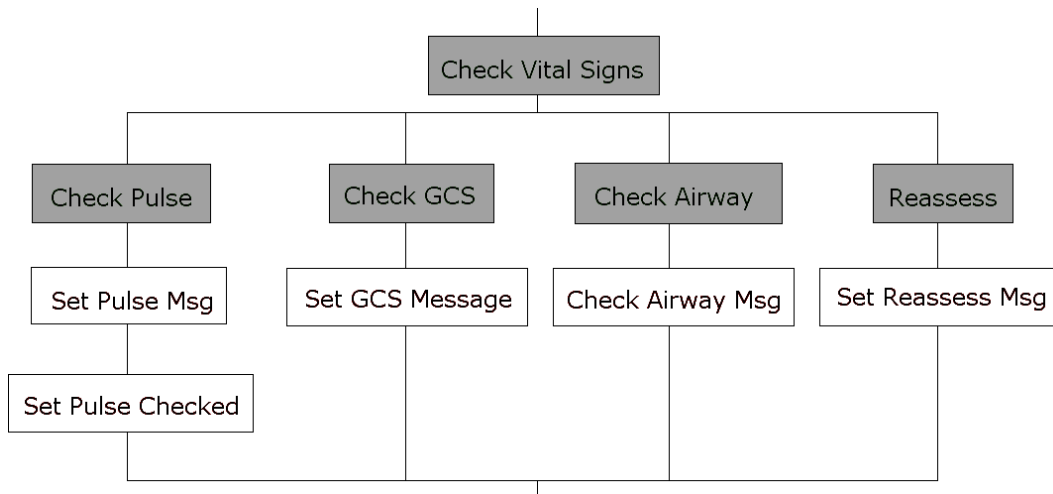 Check Vital Signs
Check Pulse
Check GCS
Check Airway
Reassess
Set Pulse Msg
Set GCS Message
Check Airway Msg
Set Reassess Msg
Set Pulse Checked